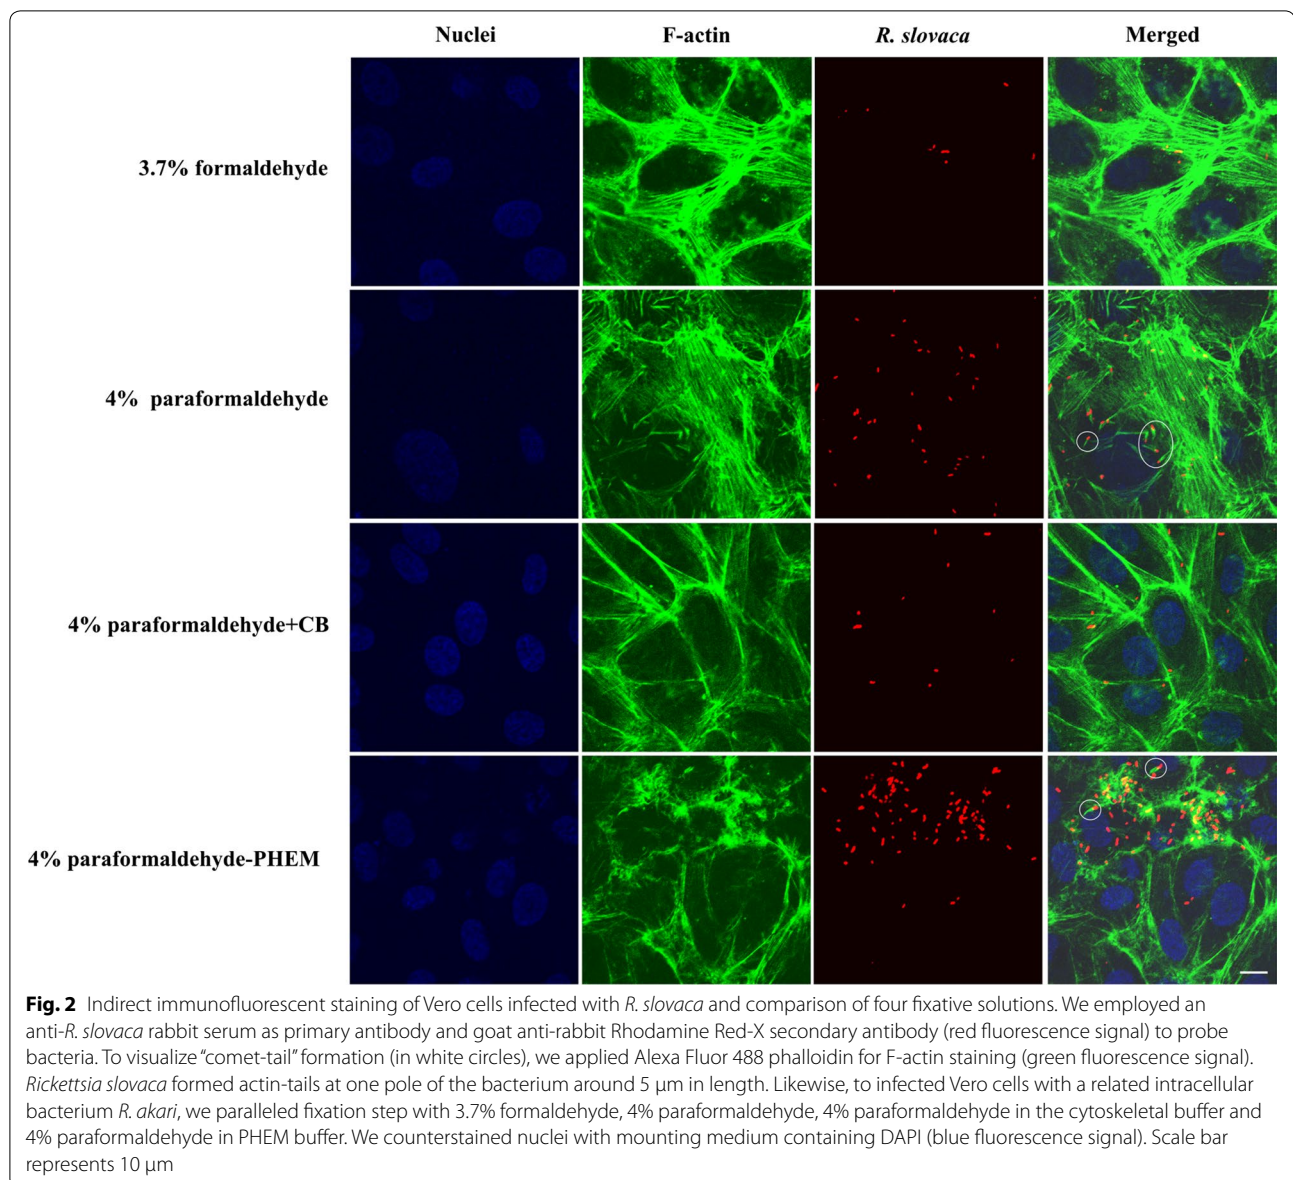 Nuclei F-actin R. slovaca Merged
3.7% formaldehyde
4% paraformaldehyde
4% paraformaldehyde+CB
4% paraformaldehyde-PHEM
Fig. 2 Indirect immunofluorescent staining of Vero cells infected with R. slovaca and comparison of four fixative solutions. We employed an
anti-R. slovaca rabbit serum as primary antibody and goat anti-rabbit Rhodamine Red-X secondary antibody (red fluorescence signal) to probe
bacteria. To visualize “comet-tail” formation (in white circles), we applied Alexa Fluor 488 phalloidin for F-actin staining (green fluorescence signal).
Rickettsia slovaca formed actin-tails at one pole of the bacterium around 5 µm in length. Likewise, to infected Vero cells with a related intracellular
bacterium R. akari, we paralleled fixation step with 3.7% formaldehyde, 4% paraformaldehyde, 4% paraformaldehyde in the cytoskeletal buffer and
4% paraformaldehyde in PHEM buffer. We counterstained nuclei with mounting medium containing DAPI (blue fluorescence signal). Scale bar
represents 10 µm